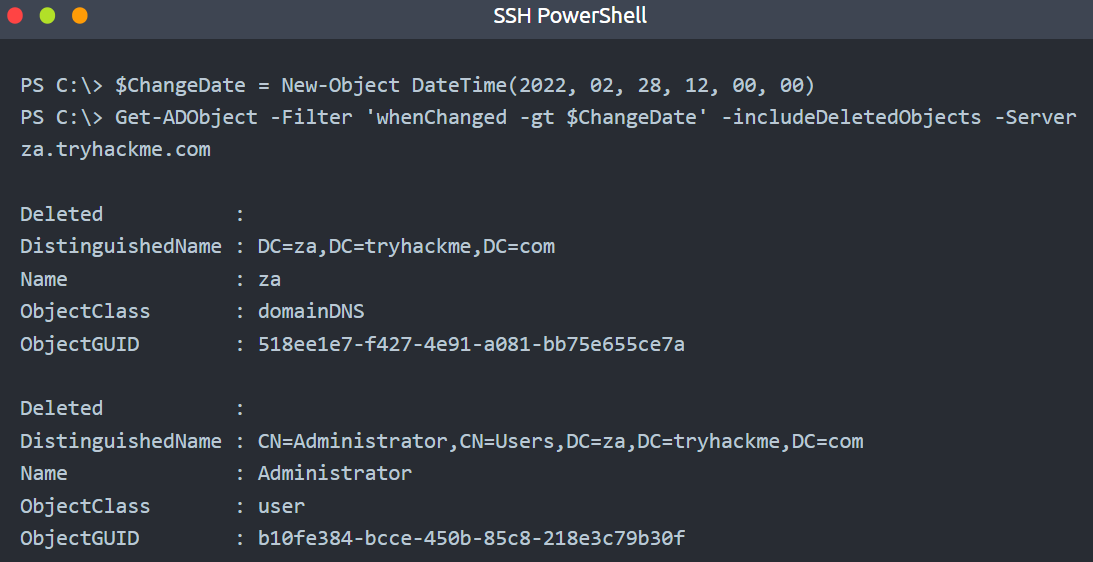 SSH PowerShell
PS C:\> $ChangeDate = New-Object DateTime(2022, 02, 28, 12, 00, 00)
PS C:\> Get-ADObject -Filter 'whenChanged -gt $ChangeDate' -includeDeletedObjects -Server
za.tryhackme.com
Deleted           :
DistinguishedName : DC=za,DC=tryhackme,DC=com
Name              : za
ObjectClass       : domainDNS
ObjectGUID        : 518ee1e7-f427-4e91-a081-bb75e655ce7a
Deleted           :
DistinguishedName : CN=Administrator,CN=Users,DC=za,DC=tryhackme,DC=com
Name              : Administrator
ObjectClass       : user
ObjectGUID        : b10fe384-bcce-450b-85c8-218e3c79b30f